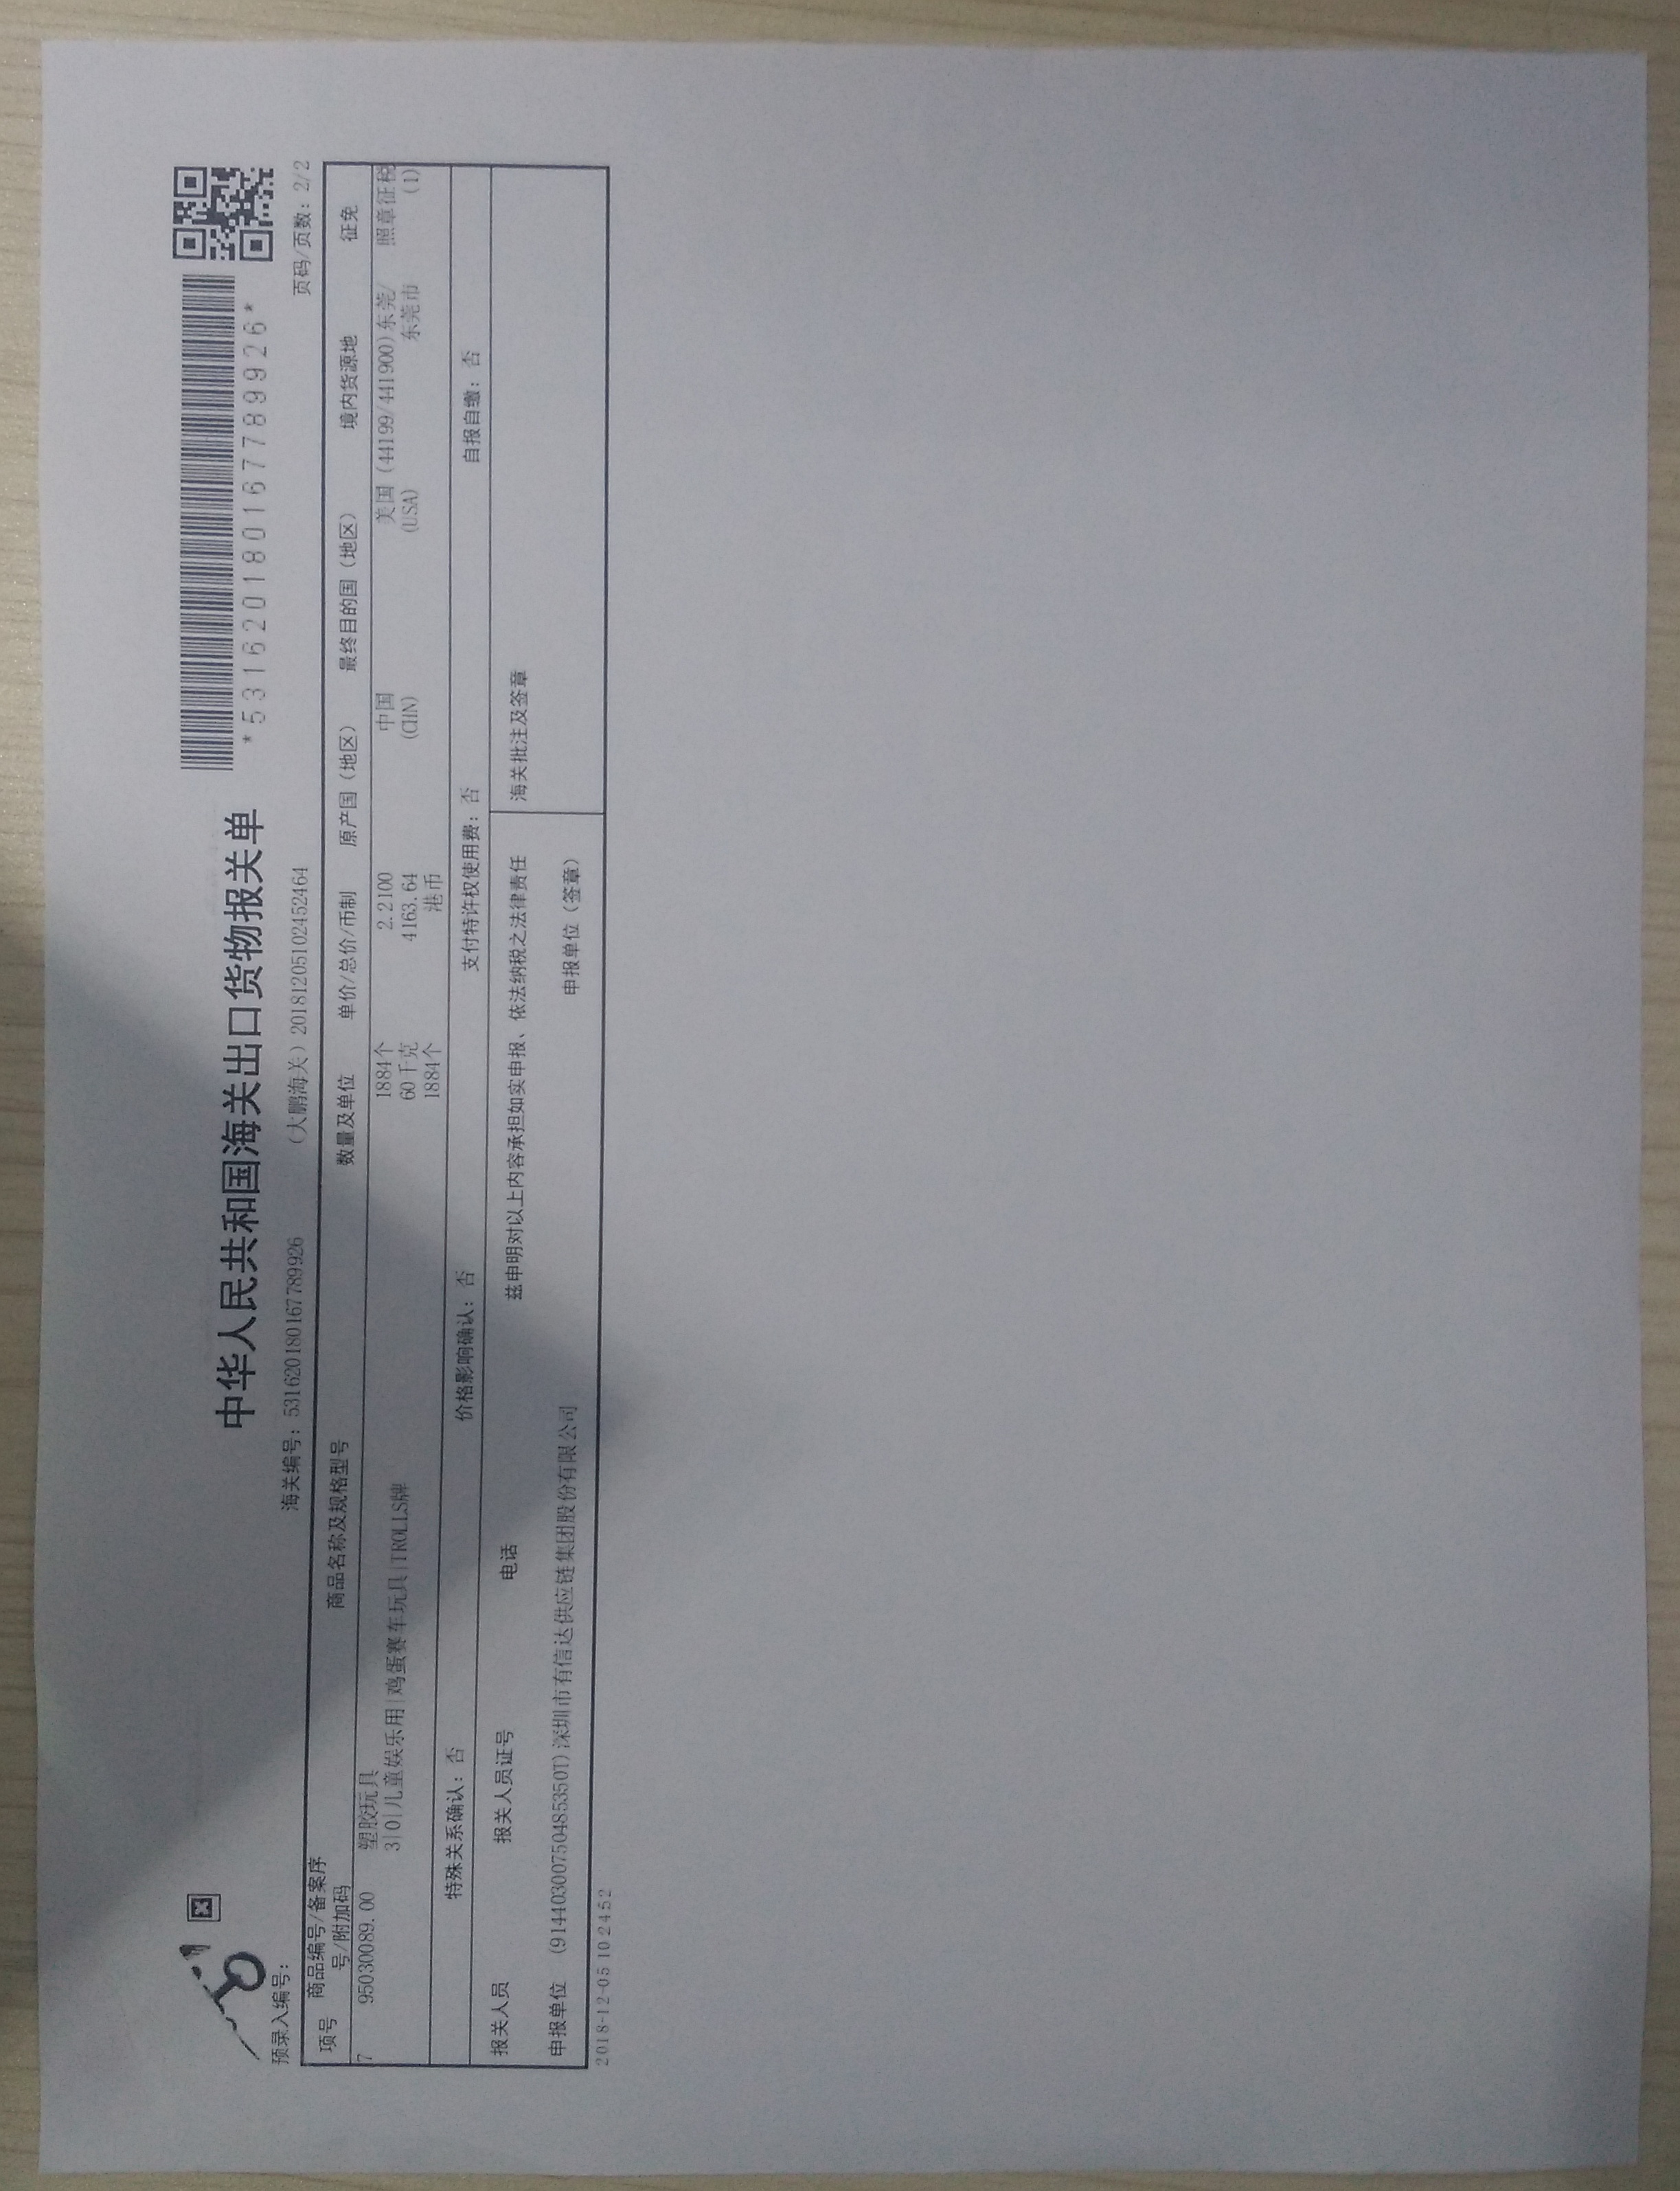 中华人民共和国海关出口货物报关单
*531620180167789926*
预录入编号:
海关编号: 531620180167789926
(大鹏海关) 20181205102452464
页码/页数: 2/2
项号 商品编号/备案序号/附加码 商品名称及规格型号 数量及单位 单价/总价/币制 原产国(地区) 最终目的国(地区) 境内货源地 征免
7 95030089.00 塑胶玩具 1884个 2.2100 中国 美国 (44199/441900)东莞/ 照章征税
3|0|儿童娱乐用|鸡蛋赛车玩具|TROLLS牌 60千克 4163.64 (CHN) (USA) 东莞市 (1)
1884个 港币
特殊关系确认: 否 价格影响确认: 否 支付特许权使用费: 否 自报自缴: 否
报关人员 报关人员证号 电话 兹申明对以上内容承担如实申报、依法纳税之法律责任 海关批注及签章
申报单位 (91440300750485350T)深圳市有信达供应链集团股份有限公司 申报单位(签章)
2018-12-05102452